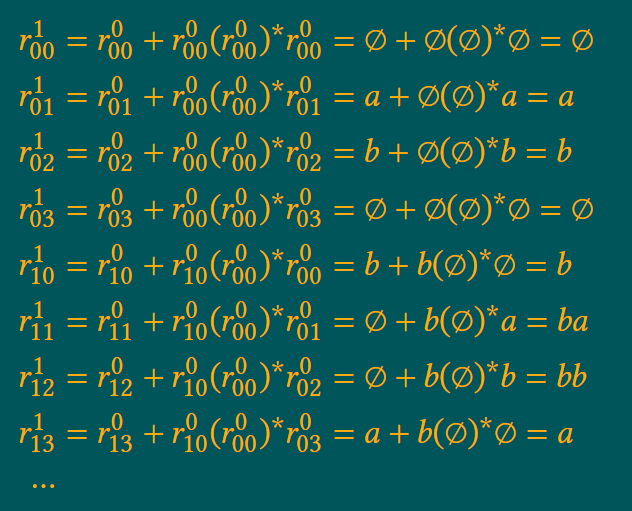 r¹₀₀ = r⁰₀₀ + r⁰₀₀(r⁰₀₀)*r⁰₀₀ = ∅ + ∅(∅)*∅ = ∅
r¹₀₁ = r⁰₀₁ + r⁰₀₀(r⁰₀₀)*r⁰₀₁ = a + ∅(∅)*a = a
r¹₀₂ = r⁰₀₂ + r⁰₀₀(r⁰₀₀)*r⁰₀₂ = b + ∅(∅)*b = b
r¹₀₃ = r⁰₀₃ + r⁰₀₀(r⁰₀₀)*r⁰₀₃ = ∅ + ∅(∅)*∅ = ∅
r¹₁₀ = r⁰₁₀ + r⁰₁₀(r⁰₀₀)*r⁰₀₀ = b + b(∅)*∅ = b
r¹₁₁ = r⁰₁₁ + r⁰₁₀(r⁰₀₀)*r⁰₀₁ = ∅ + b(∅)*a = ba
r¹₁₂ = r⁰₁₂ + r⁰₁₀(r⁰₀₀)*r⁰₀₂ = ∅ + b(∅)*b = bb
r¹₁₃ = r⁰₁₃ + r⁰₁₀(r⁰₀₀)*r⁰₀₃ = a + b(∅)*∅ = a
...